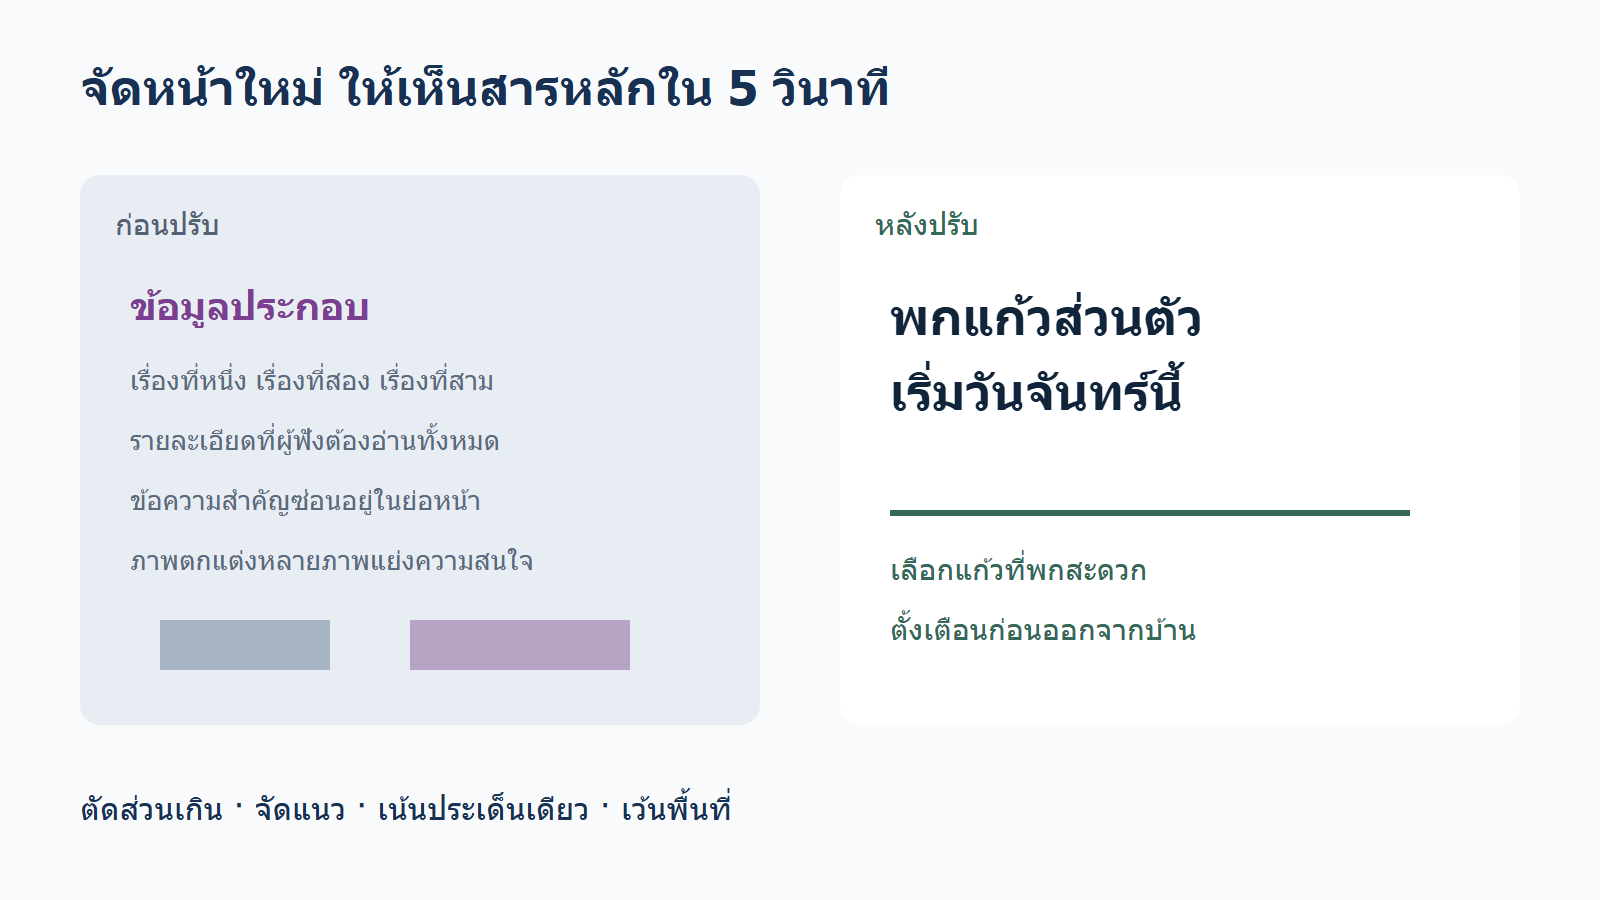 จัดหน้าใหม่ ให้เห็นสารหลักใน 5 วินาที
ก่อนปรับ
ข้อมูลประกอบ
เรื่องที่หนึ่ง เรื่องที่สอง เรื่องที่สาม
รายละเอียดที่ผู้ฟังต้องอ่านทั้งหมด
ข้อความสำคัญซ่อนอยู่ในย่อหน้า
ภาพตกแต่งหลายภาพแย่งความสนใจ
หลังปรับ
พกแก้วส่วนตัว
เริ่มวันจันทร์นี้
เลือกแก้วที่พกสะดวก
ตั้งเตือนก่อนออกจากบ้าน
ตัดส่วนเกิน · จัดแนว · เน้นประเด็นเดียว · เว้นพื้นที่